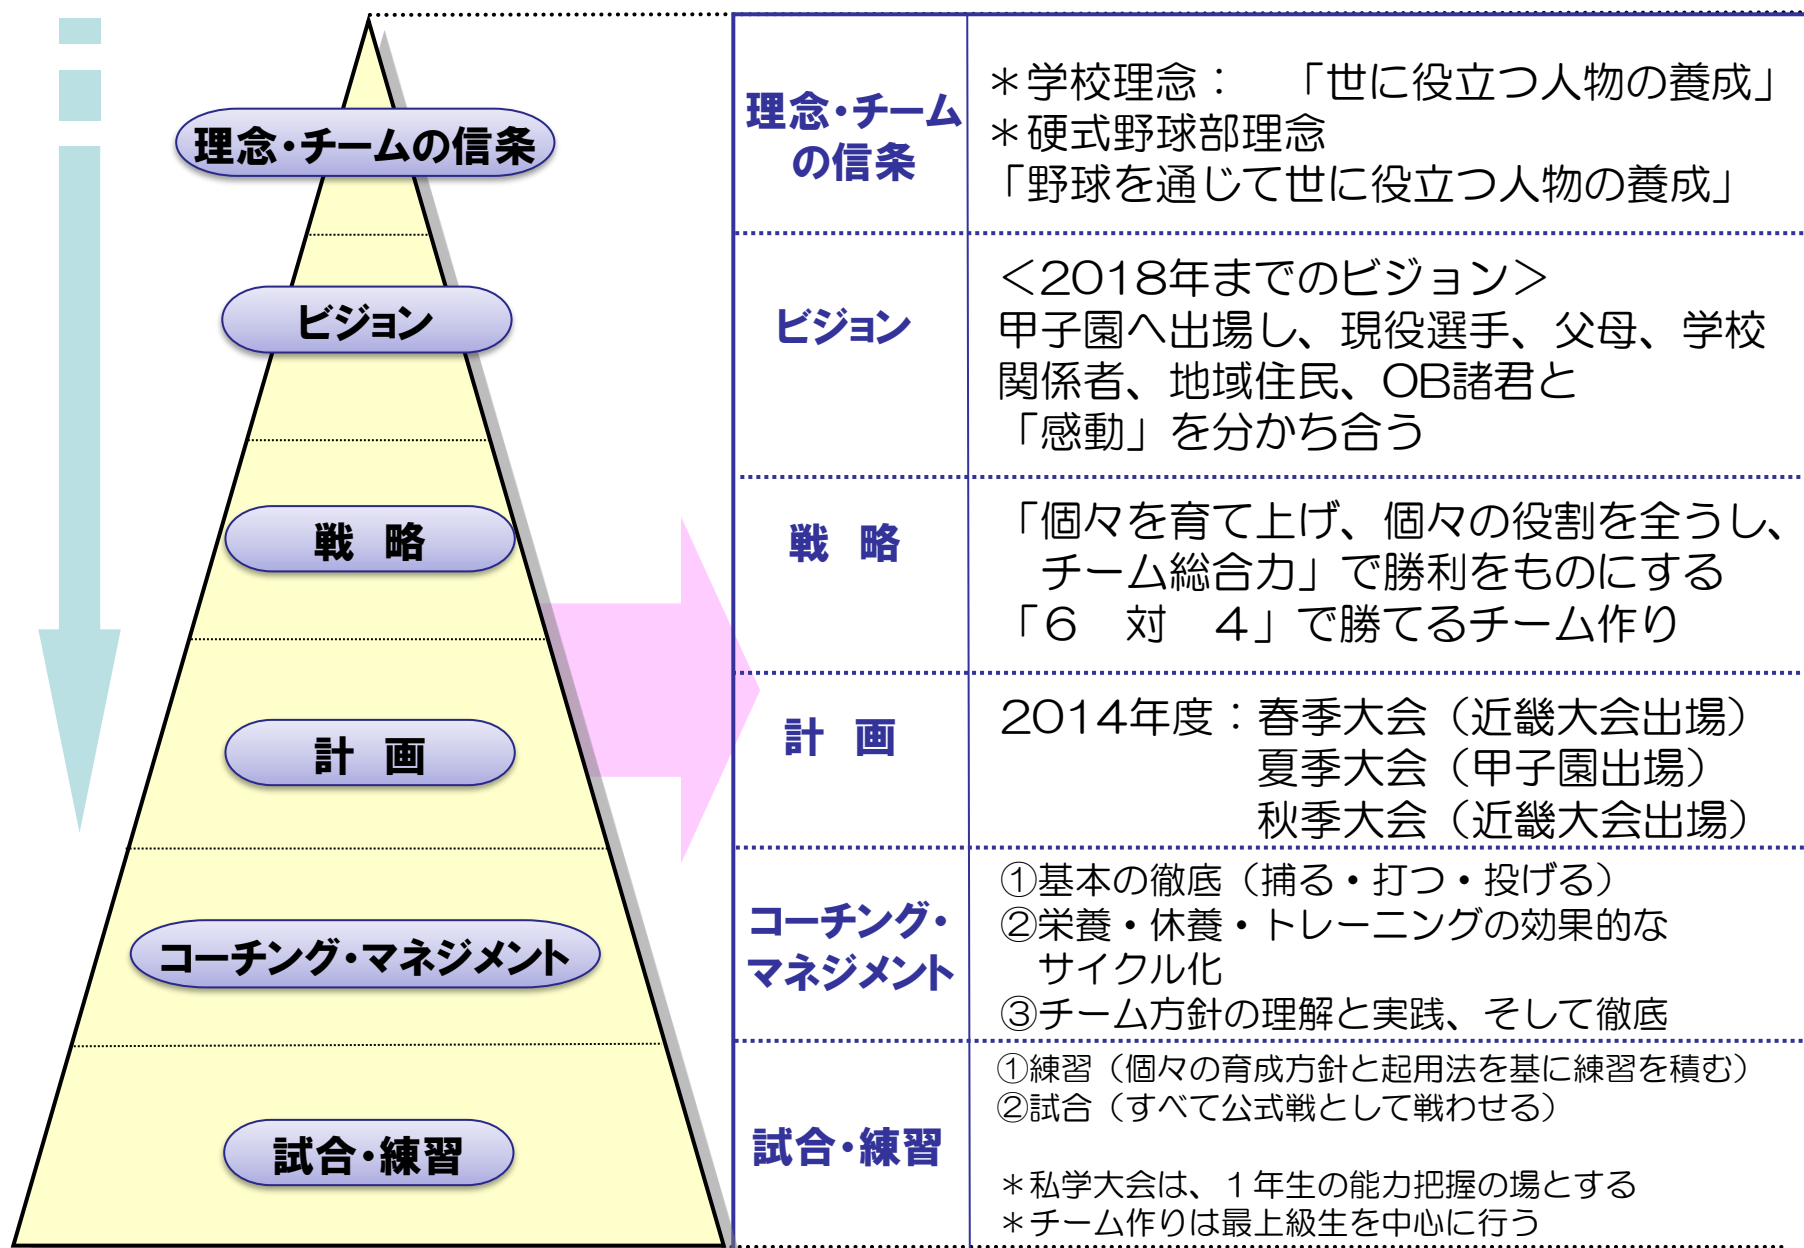 理念・チームの信条
ビジョン
戦 略
計 画
コーチング・マネジメント
試合・練習
理念・チーム
の信条
＊学校理念：　「世に役立つ人物の養成」
＊硬式野球部理念
「野球を通じて世に役立つ人物の養成」
ビジョン
＜2018年までのビジョン＞
甲子園へ出場し、現役選手、父母、学校
関係者、地域住民、OB諸君と
「感動」を分かち合う
戦 略
「個々を育て上げ、個々の役割を全うし、
チーム総合力」で勝利をものにする
「６　対　４」で勝てるチーム作り
計 画
2014年度：春季大会（近畿大会出場）
夏季大会（甲子園出場）
秋季大会（近畿大会出場）
コーチング・
マネジメント
①基本の徹底（捕る・打つ・投げる）
②栄養・休養・トレーニングの効果的な
サイクル化
③チーム方針の理解と実践、そして徹底
試合・練習
①練習（個々の育成方針と起用法を基に練習を積む）
②試合（すべて公式戦として戦わせる）
＊私学大会は、１年生の能力把握の場とする
＊チーム作りは最上級生を中心に行う